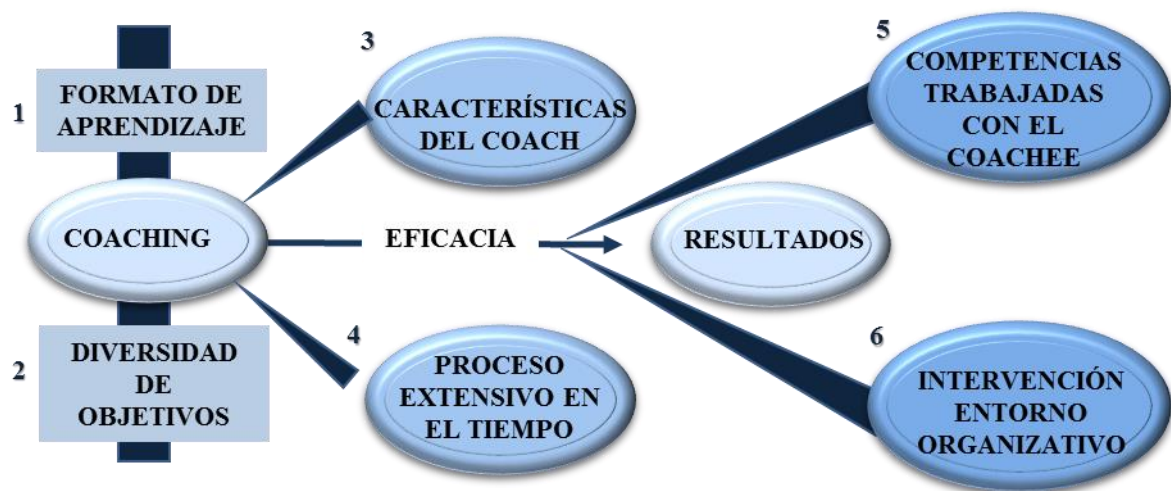 1
FORMATO DE
APRENDIZAJE
3
CARACTERÍSTICAS
DEL COACH
5
COMPETENCIAS
TRABAJADAS
CON EL
COACHEE
COACHING
EFICACIA
RESULTADOS
2
DIVERSIDAD
DE
OBJETIVOS
4
PROCESO
EXTENSIVO EN
EL TIEMPO
6
INTERVENCIÓN
ENTORNO
ORGANIZATIVO